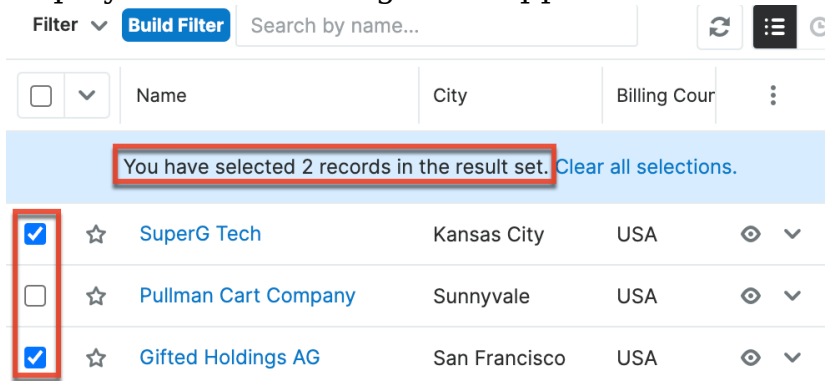 Filter Build Filter Search by name...
Name City Billing Cour
You have selected 2 records in the result set. Clear all selections.
SuperG Tech Kansas City USA
Pullman Cart Company Sunnyvale USA
Gifted Holdings AG San Francisco USA